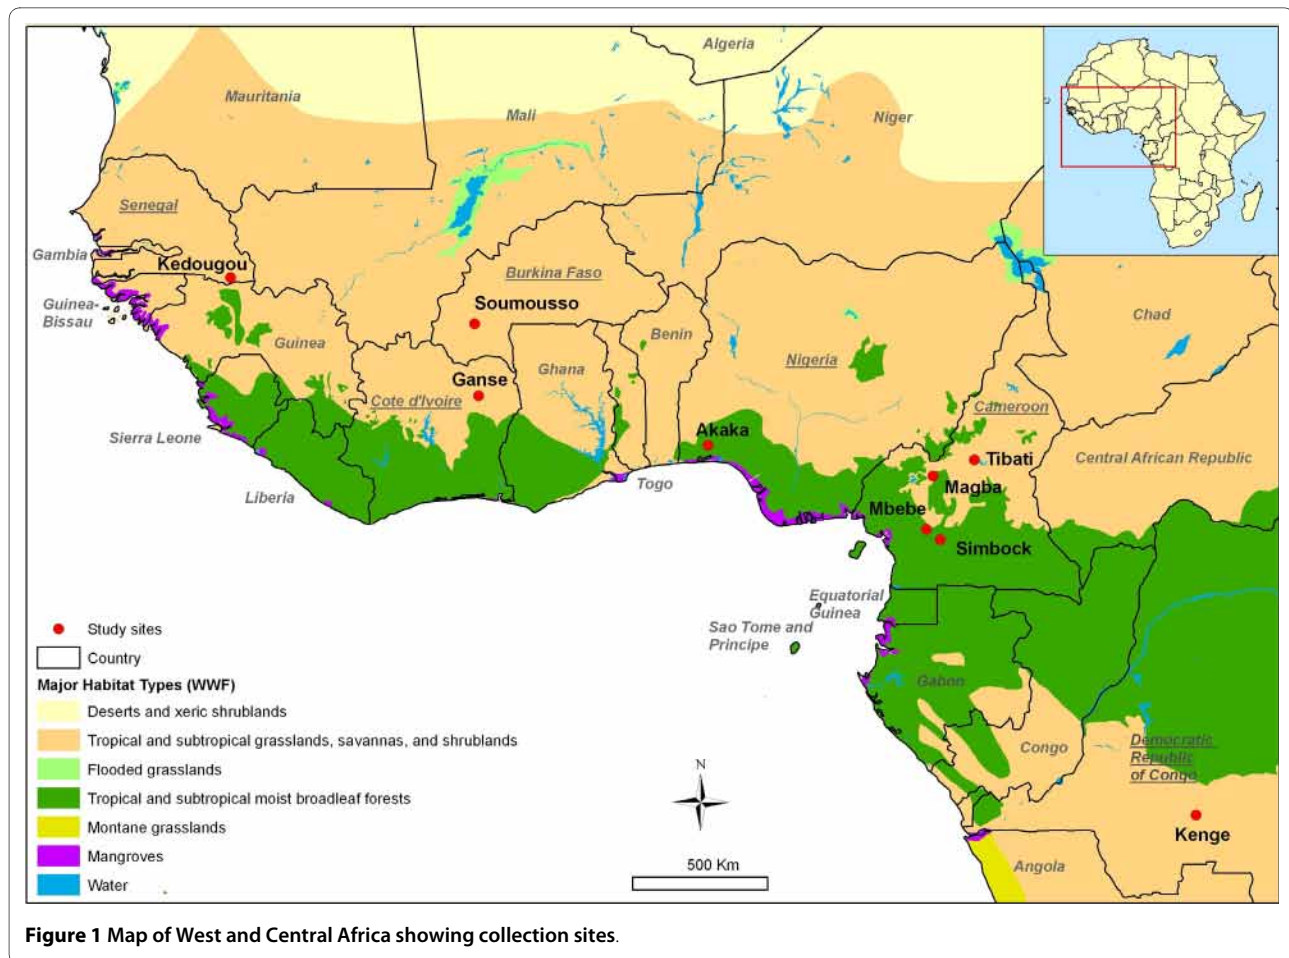 Algeria
Mauritania
Mali
Niger
Senegal
Gambia
Kedougou
Burkina Faso
Guinea-
Bissau
Soumousso
Chad
Benin
Guinea
Nigeria
Ghana
Ganse
Cote d'Ivoire
Cameroon
Akaka
Sierra Leone
Tibati
Central African Republic
Togo
Magba
Liberia
Mbebe
Simbock
Equatorial
Guinea
Sao Tome and
Principe
Gabon
Congo
Democratic
Republic
of Congo
Kenge
Angola
Study sites
Country
Major Habitat Types (WWF)
Deserts and xeric shrublands
Tropical and subtropical grasslands, savannas, and shrublands
Flooded grasslands
Tropical and subtropical moist broadleaf forests
Montane grasslands
Mangroves
Water
N
500 Km
Figure 1 Map of West and Central Africa showing collection sites.